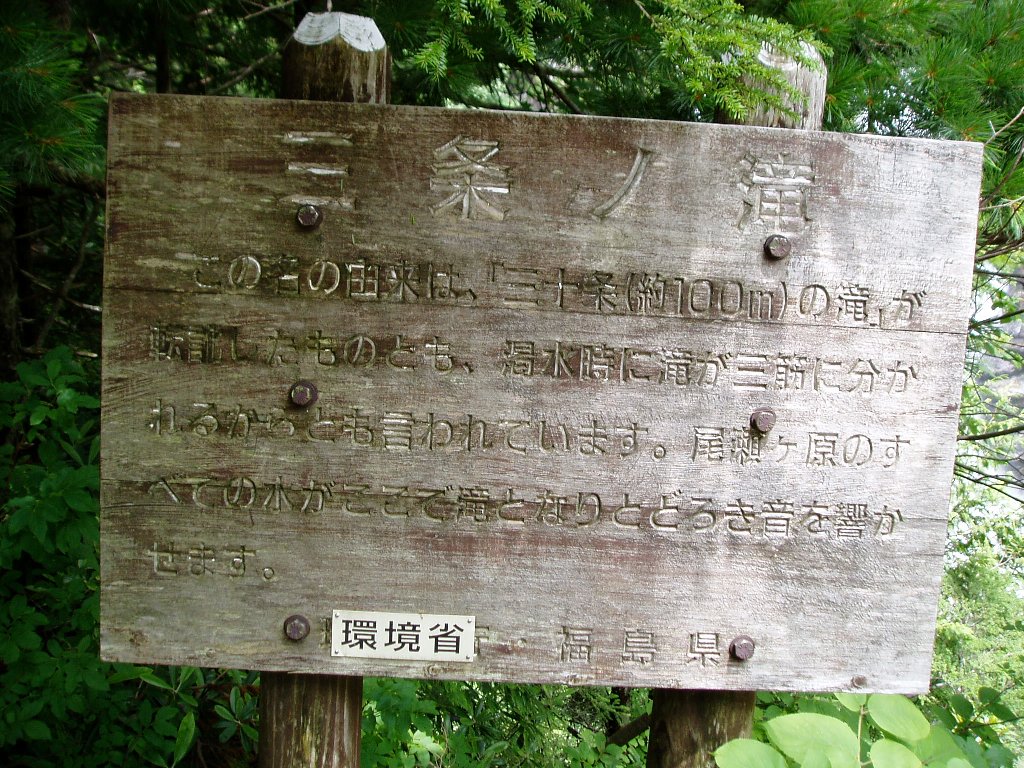 三条ノ滝
この名の由来は、「三十条(約100m)の滝」が
転訛したものとも、渇水時に滝が三筋に分か
れるからとも言われています。尾瀬ヶ原のす
べての水がここで滝となりとどろき音を響か
せます。
環境省・福島県